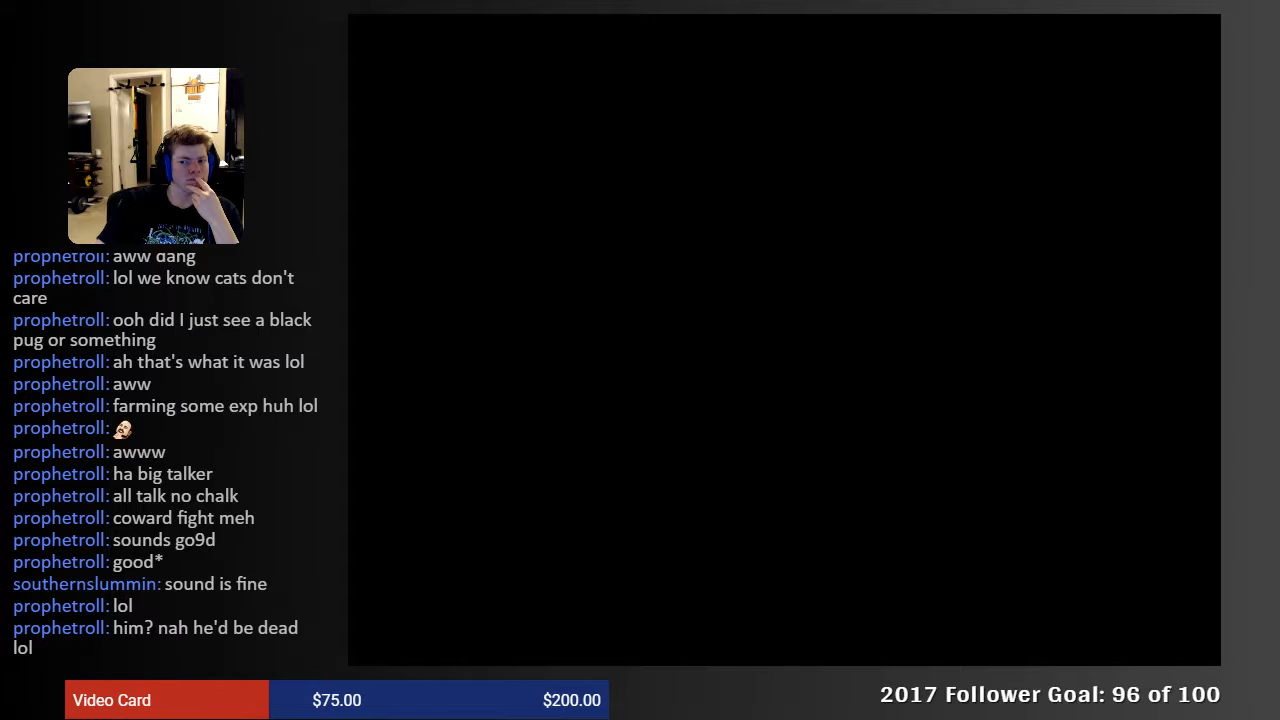 prophetroll: aww dang
prophetroll: lol we know cats don't
care
prophetroll: ooh did I just see a black
pug or something
prophetroll: ah that's what it was lol
prophetroll: aww
prophetroll: farming some exp huh lol
prophetroll:
prophetroll: awww
prophetroll: ha big talker
prophetroll: all talk no chalk
prophetroll: coward fight meh
prophetroll: sounds go9d
prophetroll: good*
southernslummin: sound is fine
prophetroll: lol
prophetroll: him? nah he'd be dead
lol
Video Card $75.00 $200.00
2017 Follower Goal: 96 of 100